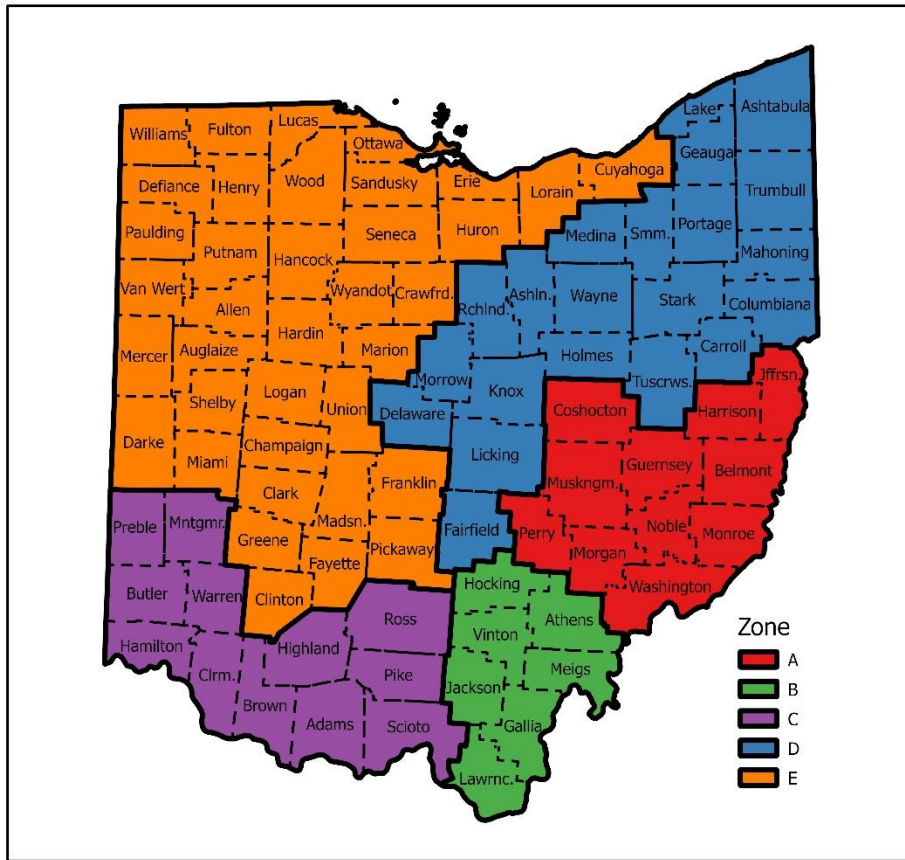 Lake
Ashtabula
Lucas
Williams
Fulton
Ottawa
Geauga
Cuyahoga
Erie
Sandusky
Wood
Defiance
Henry
Lorain
Trumbull
Paulding
Huron
Seneca
Portage
Medina
Smm.
Putnam
Hancock
Mahoning
Van Wert
Wyandot
Crawfrd.
Ashln.
Wayne
Stark
Columbiana
Rchlnd.
Allen
Hardin
Mercer
Auglaize
Marion
Holmes
Carroll
Jffrsn.
Morrow
Knox
Tuscrws.
Logan
Shelby
Union
Delaware
Coshocton
Harrison
Darke
Champaign
Miami
Licking
Guernsey
Belmont
Franklin
Muskngm.
Clark
Madsn.
Preble
Mntgmr.
Fairfield
Perry
Noble
Monroe
Greene
Pickaway
Morgan
Fayette
Washington
Hocking
Butler
Warren
Clinton
Ross
Athens
Vinton
Hamilton
Highland
Meigs
Clrm.
Pike
Jackson
Brown
Adams
Scioto
Gallia
Lawrnc.
Zone
A
B
C
D
E